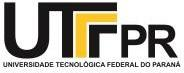 UTFPR
UNIVERSIDADE TECNOLÓGICA FEDERAL DO PARANÁ